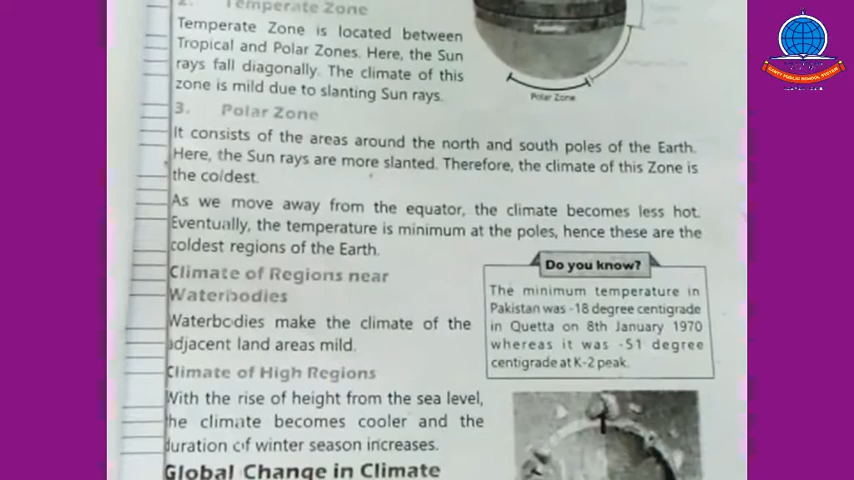 2. Temperate Zone
Temperate Zone is located between
Tropical and Polar Zones. Here, the Sun
rays fall diagonally. The climate of this
zone is mild due to slanting Sun rays.
Polar Zone
3. Polar Zone
It consists of the areas around the north and south poles of the Earth.
Here, the Sun rays are more slanted. Therefore, the climate of this Zone is
the coldest.
As we move away from the equator, the climate becomes less hot.
Eventually, the temperature is minimum at the poles, hence these are the
coldest regions of the Earth.
Climate of Regions near
Waterbodies
Waterbodies make the climate of the
adjacent land areas mild.
Do you know?
The minimum temperature in
Pakistan was -18 degree centigrade
in Quetta on 8th January 1970
whereas it was -51 degree
centigrade at K-2 peak.
Climate of High Regions
With the rise of height from the sea level,
the climate becomes cooler and the
duration of winter season increases.
Global Change in Climate